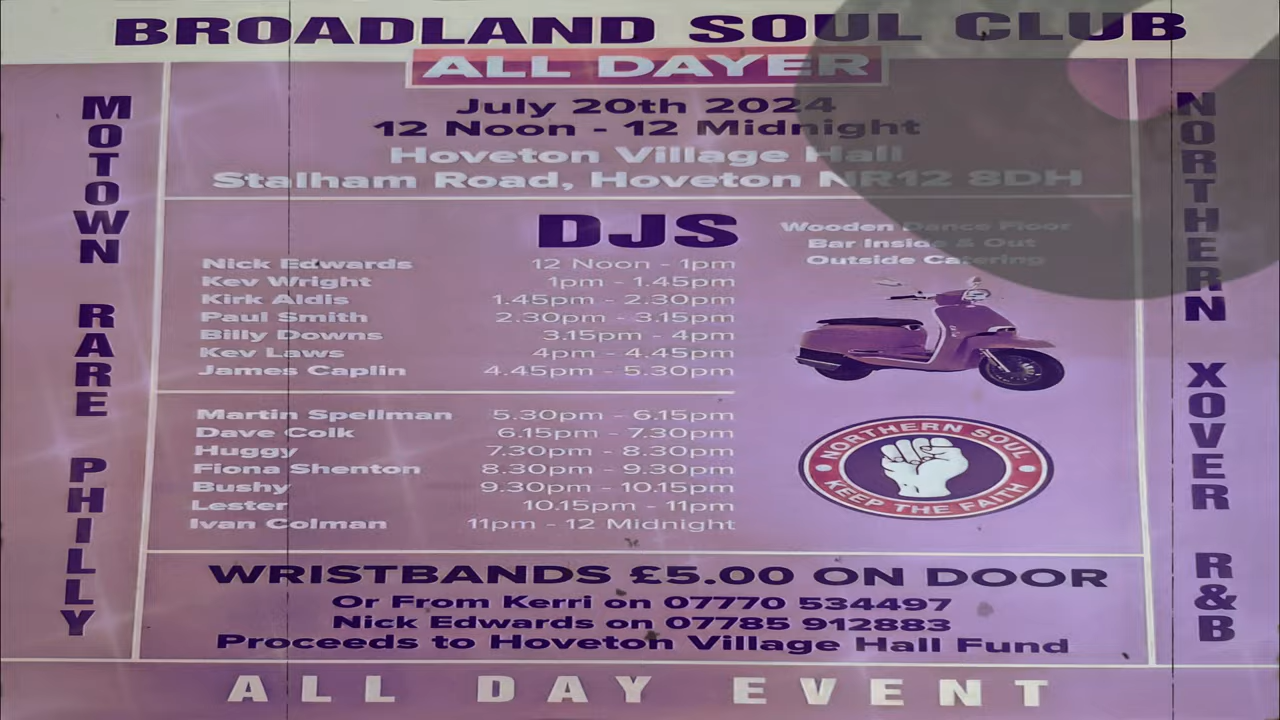 BROADLAND SOUL CLUB
ALL DAYER
July 20th 2024
12 Noon - 12 Midnight
Hoveton Village Hall
Stalham Road, Hoveton NR12 8DH
MOTOWN RARE PHILLY
NORTHERN XOVER R&B
DJS
Wooden Dance Floor
Bar Inside & Out
Outside Catering
Nick Edwards 12 Noon - 1pm
Kev Wright 1pm - 1.45pm
Kirk Aldis 1.45pm - 2.30pm
Paul Smith 2.30pm - 3.15pm
Billy Downs 3.15pm - 4pm
Kev Laws 4pm - 4.45pm
James Caplin 4.45pm - 5.30pm
Martin Spellman 5.30pm - 6.15pm
Dave Colk 6.15pm - 7.30pm
Huggy 7.30pm - 8.30pm
Fiona Shenton 8.30pm - 9.30pm
Bushy 9.30pm - 10.15pm
Lester 10.15pm - 11pm
Ivan Colman 11pm - 12 Midnight
NORTHERN SOUL
KEEP THE FAITH
WRISTBANDS £5.00 ON DOOR
Or From Kerri on 07770 534497
Nick Edwards on 07785 912883
Proceeds to Hoveton Village Hall Fund
ALL DAY EVENT